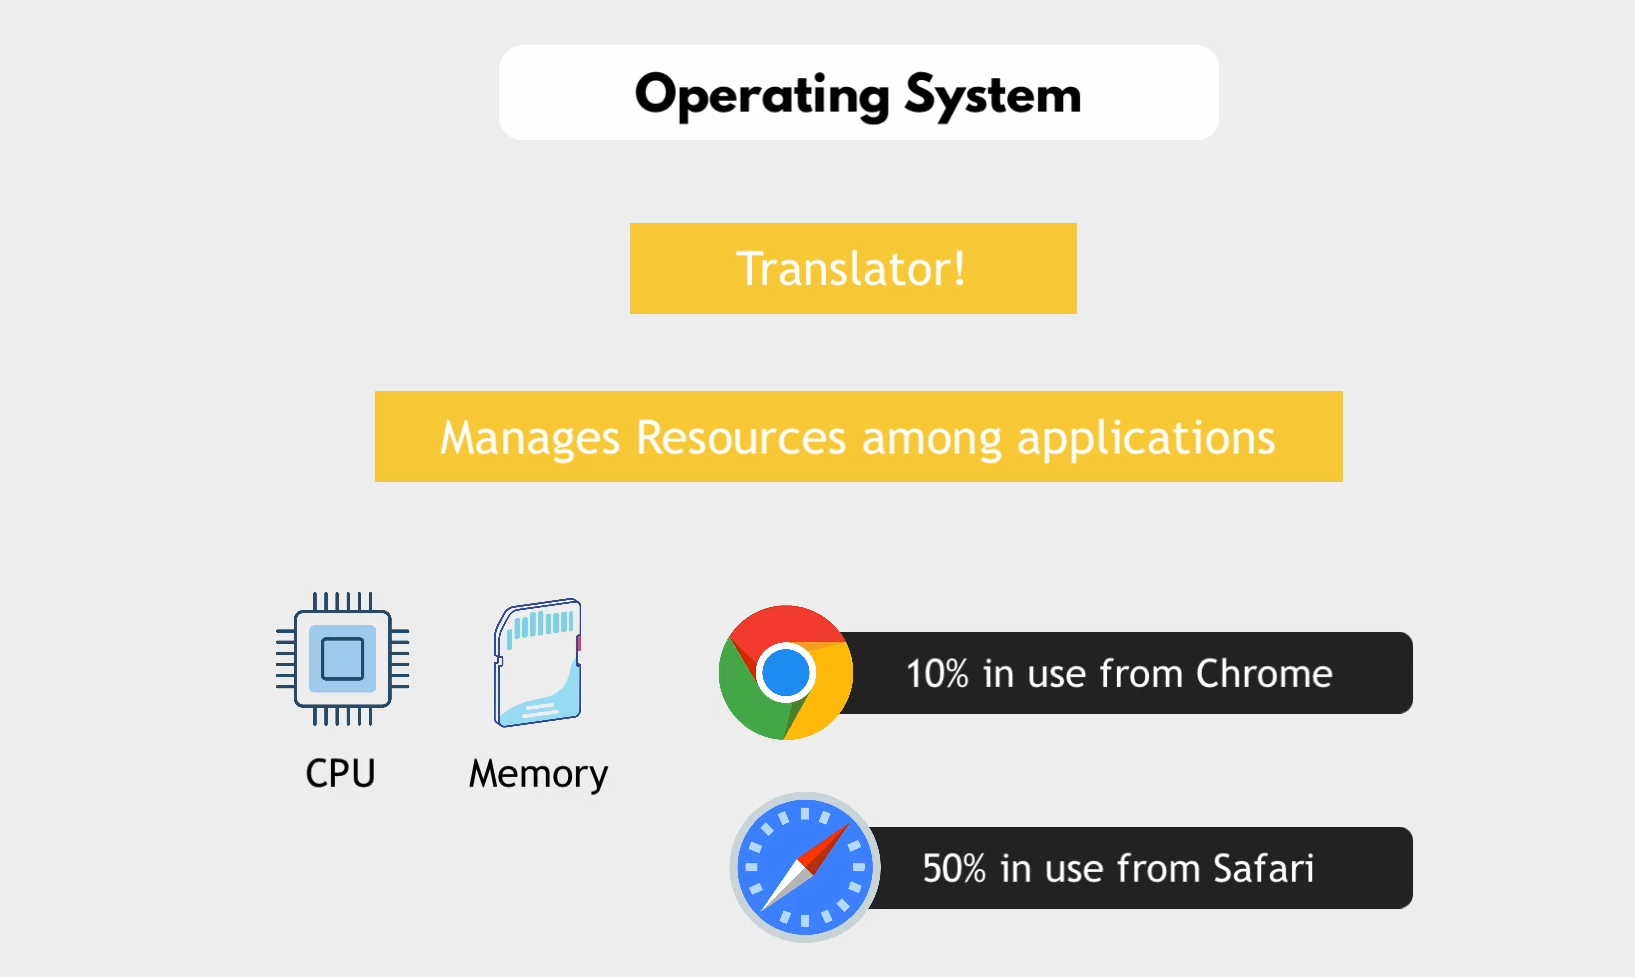 Operating System
Translator!
Manages Resources among applications
CPU
Memory
10% in use from Chrome
50% in use from Safari